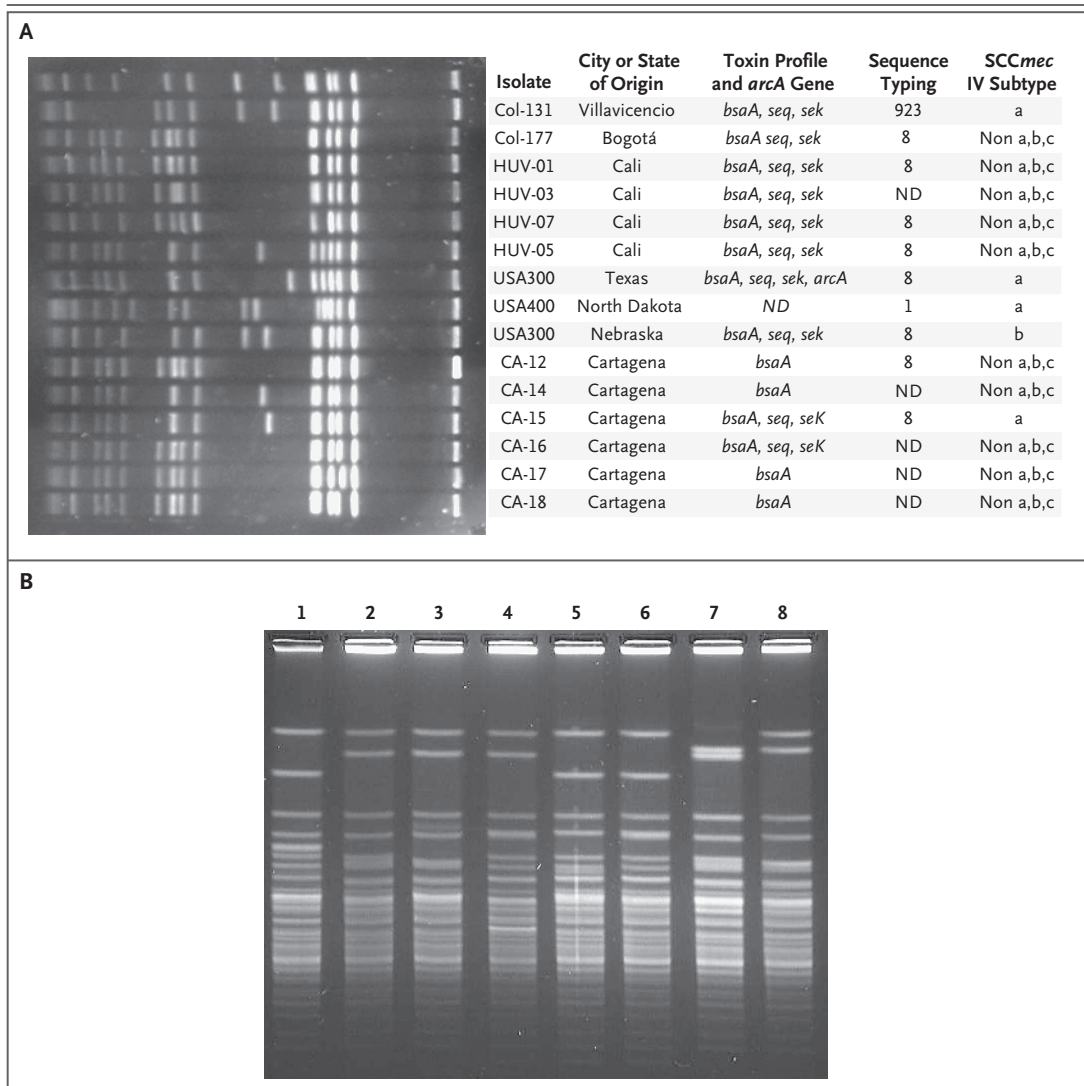 A
Isolate City or State of Origin Toxin Profile and arcA Gene Sequence Typing SCCmec IV Subtype
Col-131 Villavicencio bsaA, seq, sek 923 a
Col-177 Bogotá bsaA seq, sek 8 Non a,b,c
HUV-01 Cali bsaA, seq, sek 8 Non a,b,c
HUV-03 Cali bsaA, seq, sek ND Non a,b,c
HUV-07 Cali bsaA, seq, sek 8 Non a,b,c
HUV-05 Cali bsaA, seq, sek 8 Non a,b,c
USA300 Texas bsaA, seq, sek, arcA 8 a
USA400 North Dakota ND 1 a
USA300 Nebraska bsaA, seq, sek 8 b
CA-12 Cartagena bsaA 8 Non a,b,c
CA-14 Cartagena bsaA ND Non a,b,c
CA-15 Cartagena bsaA, seq, seK 8 a
CA-16 Cartagena bsaA, seq, seK ND Non a,b,c
CA-17 Cartagena bsaA ND Non a,b,c
CA-18 Cartagena bsaA ND Non a,b,c
B
1 2 3 4 5 6 7 8